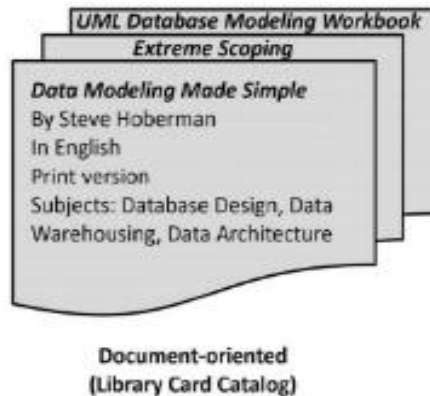 UML Database Modeling Workbook
Extreme Scoping
Data Modeling Made Simple
By Steve Hoberman
In English
Print version
Subjects: Database Design, Data
Warehousing, Data Architecture
Document-oriented
(Library Card Catalog)